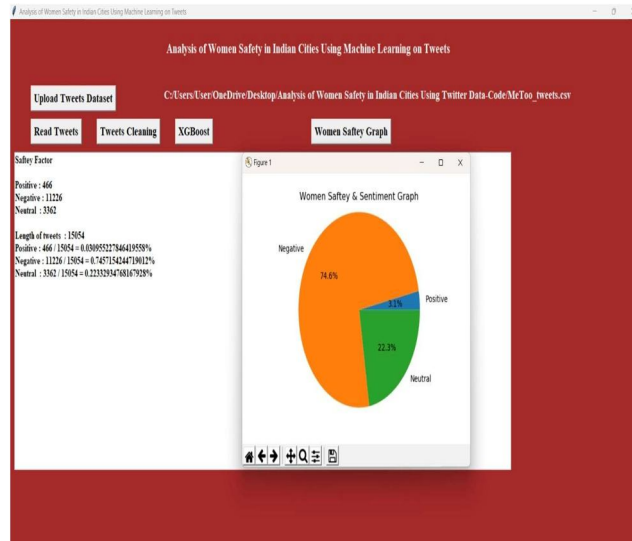 Analysis of Women Safety in Indian Cities Using Machine Learning on Tweets
Analysis of Women Safety in Indian Cities Using Machine Learning on Tweets
Upload Tweets Dataset
C:/Users/User/OneDrive/Desktop/Analysis of Women Safety in Indian Cities Using Twitter Data-Code/MeToo_tweets.csv
Read Tweets
Tweets Cleaning
XGBoost
Women Saftey Graph
Saftey Factor
Positive : 466
Negative : 11226
Neutral : 3362
Length of tweets : 15054
Positive : 466 / 15054 = 0.030955227846419558%
Negative : 11226 / 15054 = 0.7457154244719012%
Neutral : 3362 / 15054 = 0.22332934768167928%
Figure 1
Women Saftey & Sentiment Graph
Negative
74.6%
3.1%
Positive
22.3%
Neutral